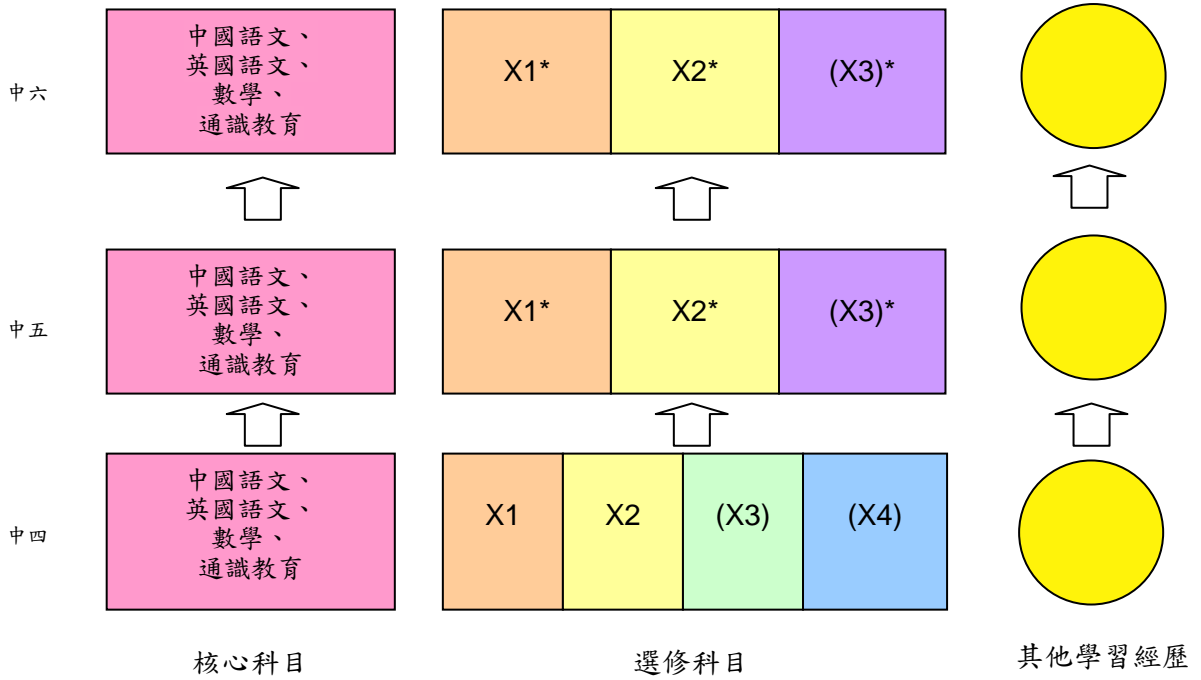 中六
中國語文、
英國語文、
數學、
通識教育
X1*
X2*
(X3)*
中五
中國語文、
英國語文、
數學、
通識教育
X1*
X2*
(X3)*
中四
中國語文、
英國語文、
數學、
通識教育
X1
X2
(X3)
(X4)
核心科目
選修科目
其他學習經歷